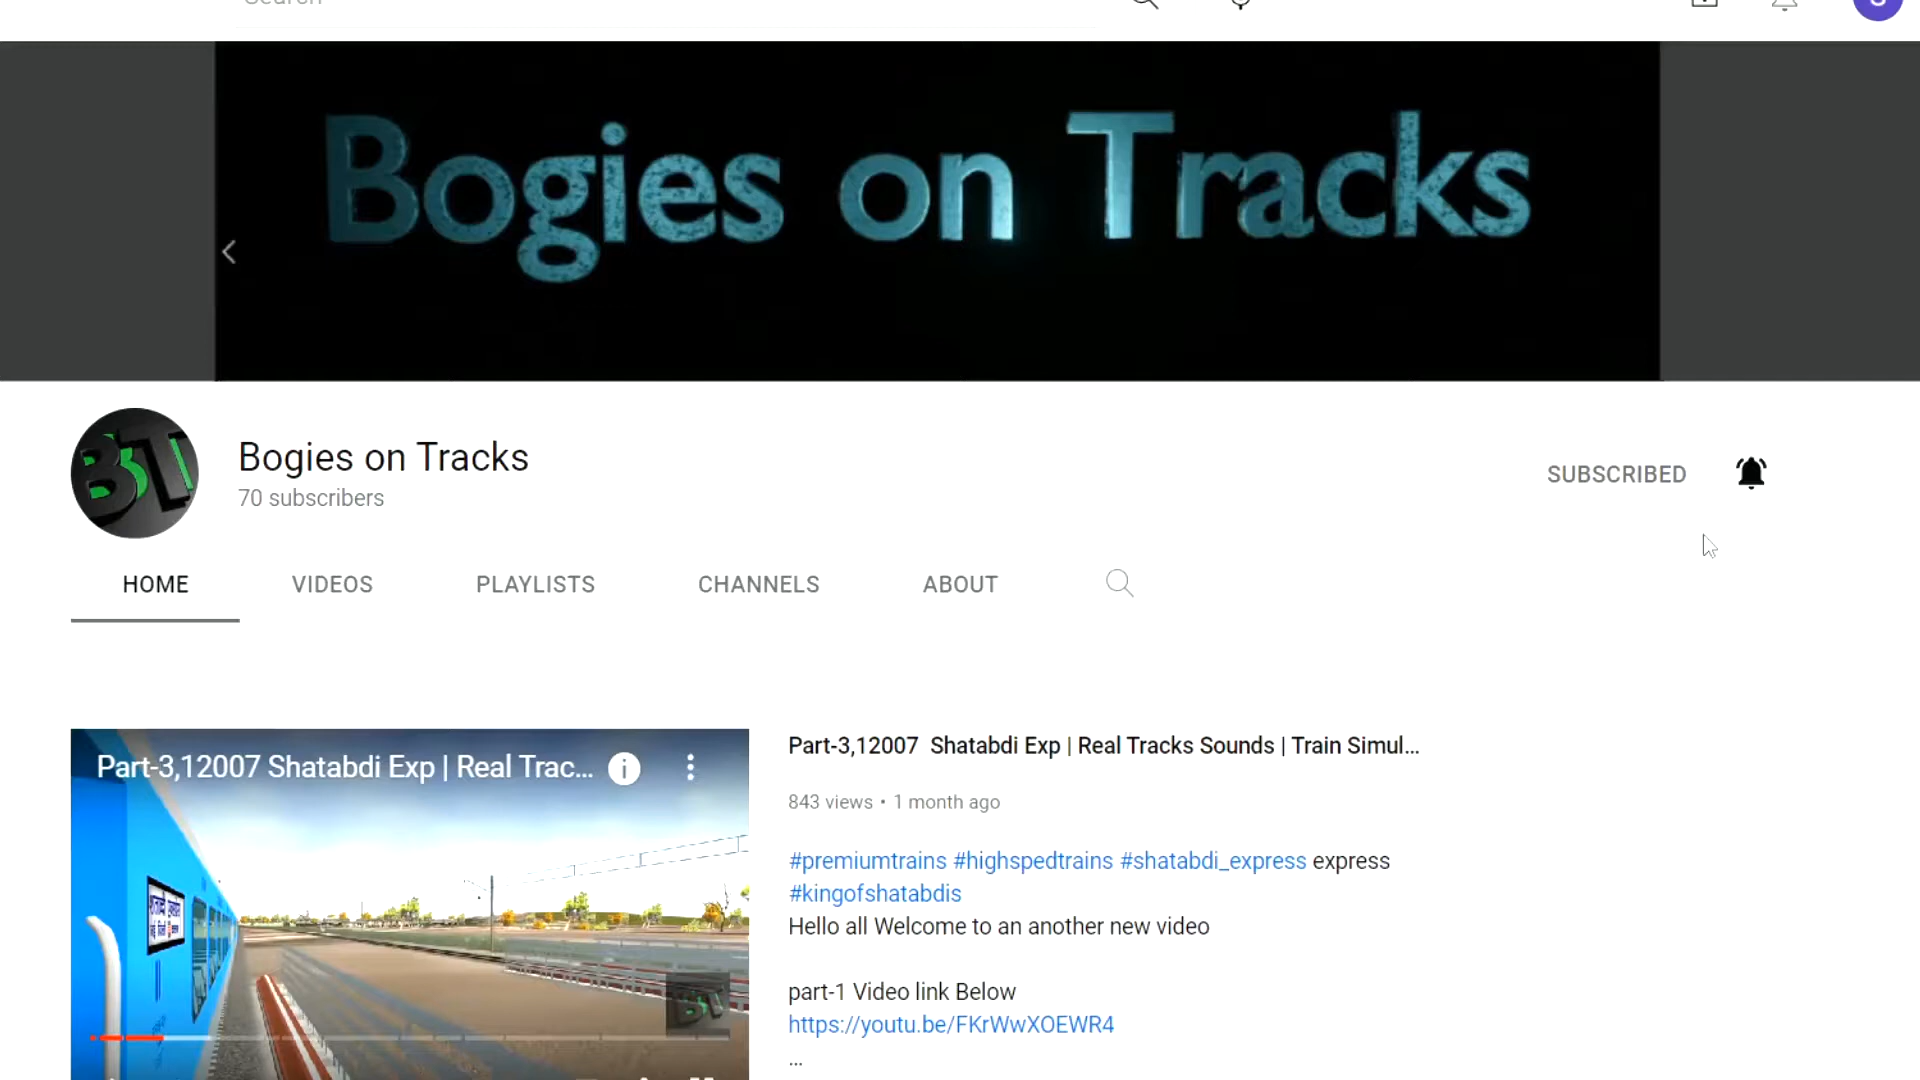 Search
Bogies on Tracks
BT
Bogies on Tracks
70 subscribers
SUBSCRIBED
HOME VIDEOS PLAYLISTS CHANNELS ABOUT
Part-3,12007 Shatabdi Exp | Real Trac...
Part-3,12007 Shatabdi Exp | Real Tracks Sounds | Train Simul...
843 views • 1 month ago
#premiumtrains #highspedtrains #shatabdi_express express
#kingofshatabdis
Hello all Welcome to an another new video
part-1 Video link Below
https://youtu.be/FKrWwXOEWR4
...
BT